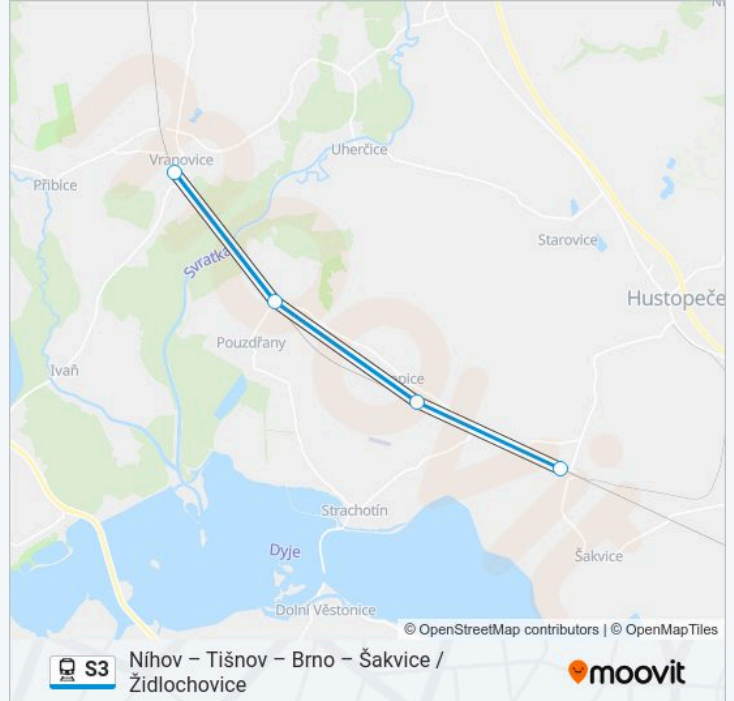 Vranovice
Uherčice
Přibice
Starovice
Svratka
Hustopeče
Pouzdřany
Ivaň
opice
Strachotín
Dyje
Šakvice
Dolní Věstonice
© OpenStreetMap contributors | © OpenMapTiles
S3
Níhov – Tišnov – Brno – Šakvice /
Židlochovice
moovit